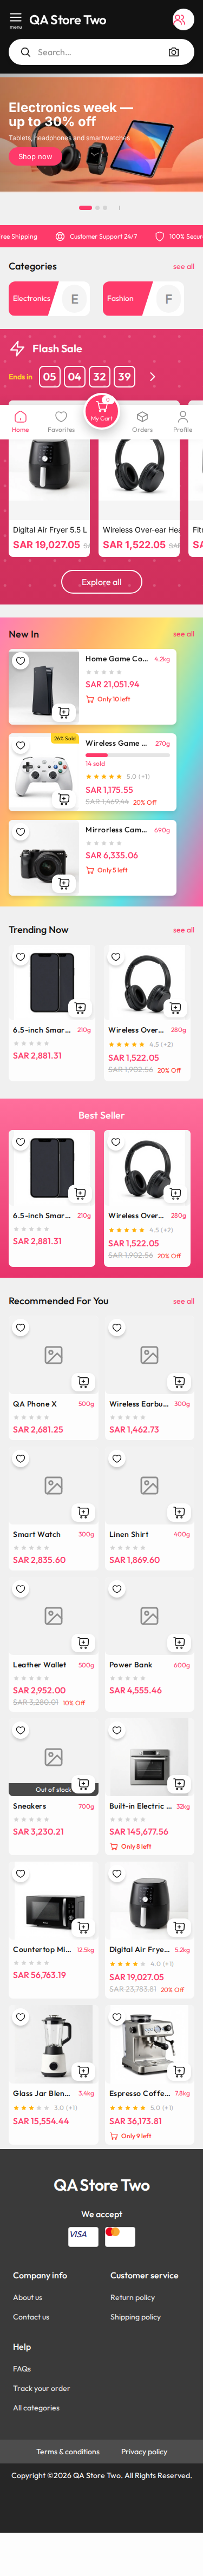 menu
QA Store Two
Search...
Electronics week —
up to 30% off
Tablets, headphones and smartwatches
Shop now
ree Shipping
Customer Support 24/7
100% Secur
Categories
see all
Electronics
E
Fashion
F
Flash Sale
Ends in
05
04
32
39
0
My Cart
Home
Favorites
Orders
Profile
Digital Air Fryer 5.5 L
SAR 19,027.05
Wireless Over-ear Hea
SAR 1,522.05
SAR
Fit
SA
Explore all
New In
see all
Home Game Co...
4.2kg
SAR 21,051.94
Only 10 left
26% Sold
Wireless Game ...
270g
14 sold
5.0 (+1)
SAR 1,175.55
SAR 1,469.44
20% Off
Mirrorless Cam...
690g
SAR 6,335.06
Only 5 left
Trending Now
see all
6.5-inch Smar...
210g
SAR 2,881.31
Wireless Over...
280g
4.5 (+2)
SAR 1,522.05
SAR 1,902.56
20% Off
Best Seller
6.5-inch Smar...
210g
SAR 2,881.31
Wireless Over...
280g
4.5 (+2)
SAR 1,522.05
SAR 1,902.56
20% Off
Recommended For You
see all
QA Phone X
500g
SAR 2,681.25
Wireless Earbu...
300g
SAR 1,462.73
Smart Watch
300g
SAR 2,835.60
Linen Shirt
400g
SAR 1,869.60
Leather Wallet
500g
SAR 2,952.00
SAR 3,280.01
10% Off
Power Bank
600g
SAR 4,555.46
Out of stock
Sneakers
700g
SAR 3,230.21
Built-in Electric ...
32kg
SAR 145,677.56
Only 8 left
Countertop Mi...
12.5kg
SAR 56,763.19
Digital Air Frye...
5.2kg
4.0 (+1)
SAR 19,027.05
SAR 23,783.81
20% Off
Glass Jar Blen...
3.4kg
3.0 (+1)
SAR 15,554.44
Espresso Coffe...
7.8kg
5.0 (+1)
SAR 36,173.81
Only 9 left
QA Store Two
We accept
VISA
Company info
Customer service
About us
Return policy
Contact us
Shipping policy
Help
FAQs
Track your order
All categories
Terms & conditions
Privacy policy
Copyright ©2026 QA Store Two. All Rights Reserved.